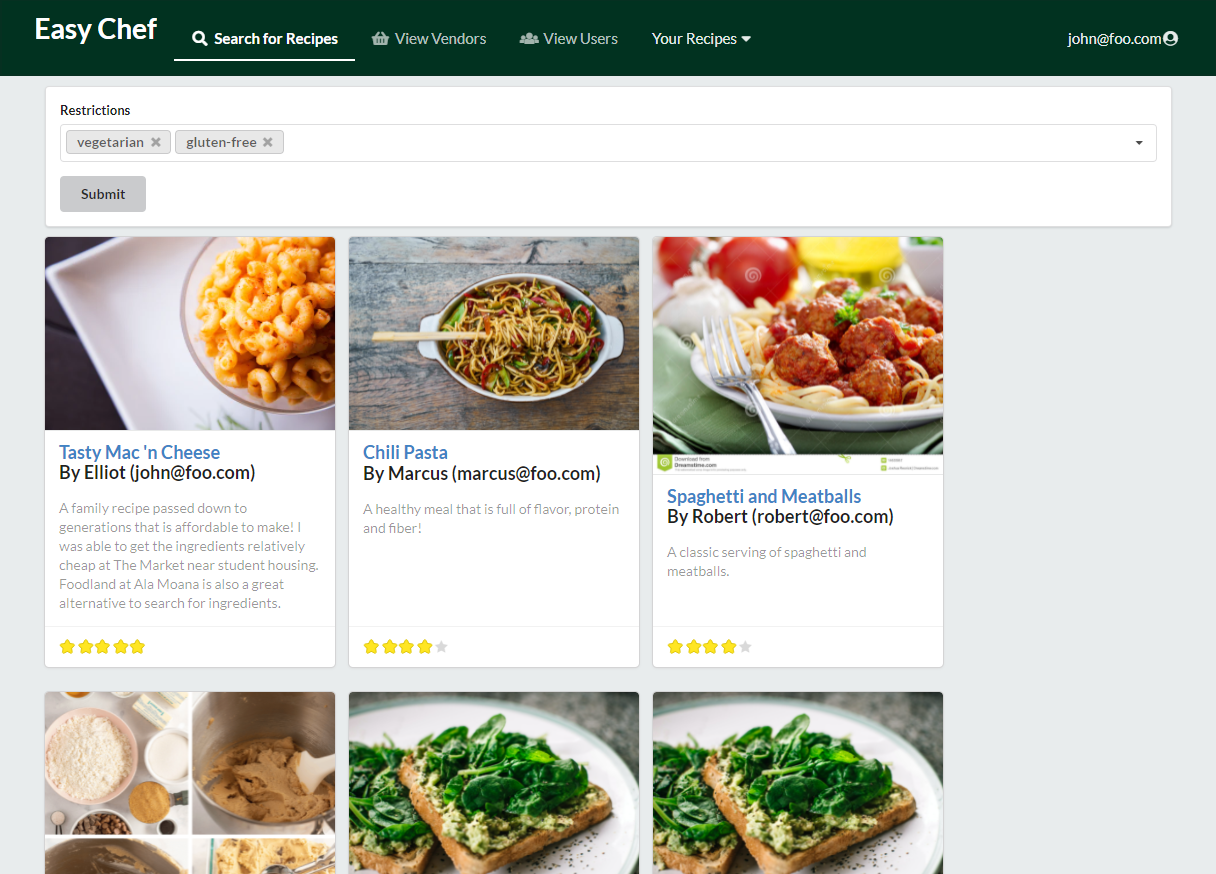 Easy Chef
Search for Recipes
View Vendors
View Users
Your Recipes
john@foo.com
Restrictions
vegetarian
gluten-free
Submit
Tasty Mac 'n Cheese
By Elliot (john@foo.com)
A family recipe passed down to
generations that is affordable to make! I
was able to get the ingredients relatively
cheap at The Market near student housing.
Foodland at Ala Moana is also a great
alternative to search for ingredients.
Chili Pasta
By Marcus (marcus@foo.com)
A healthy meal that is full of flavor, protein
and fiber!
Download from
Dreamstime.com
Spaghetti and Meatballs
By Robert (robert@foo.com)
A classic serving of spaghetti and
meatballs.